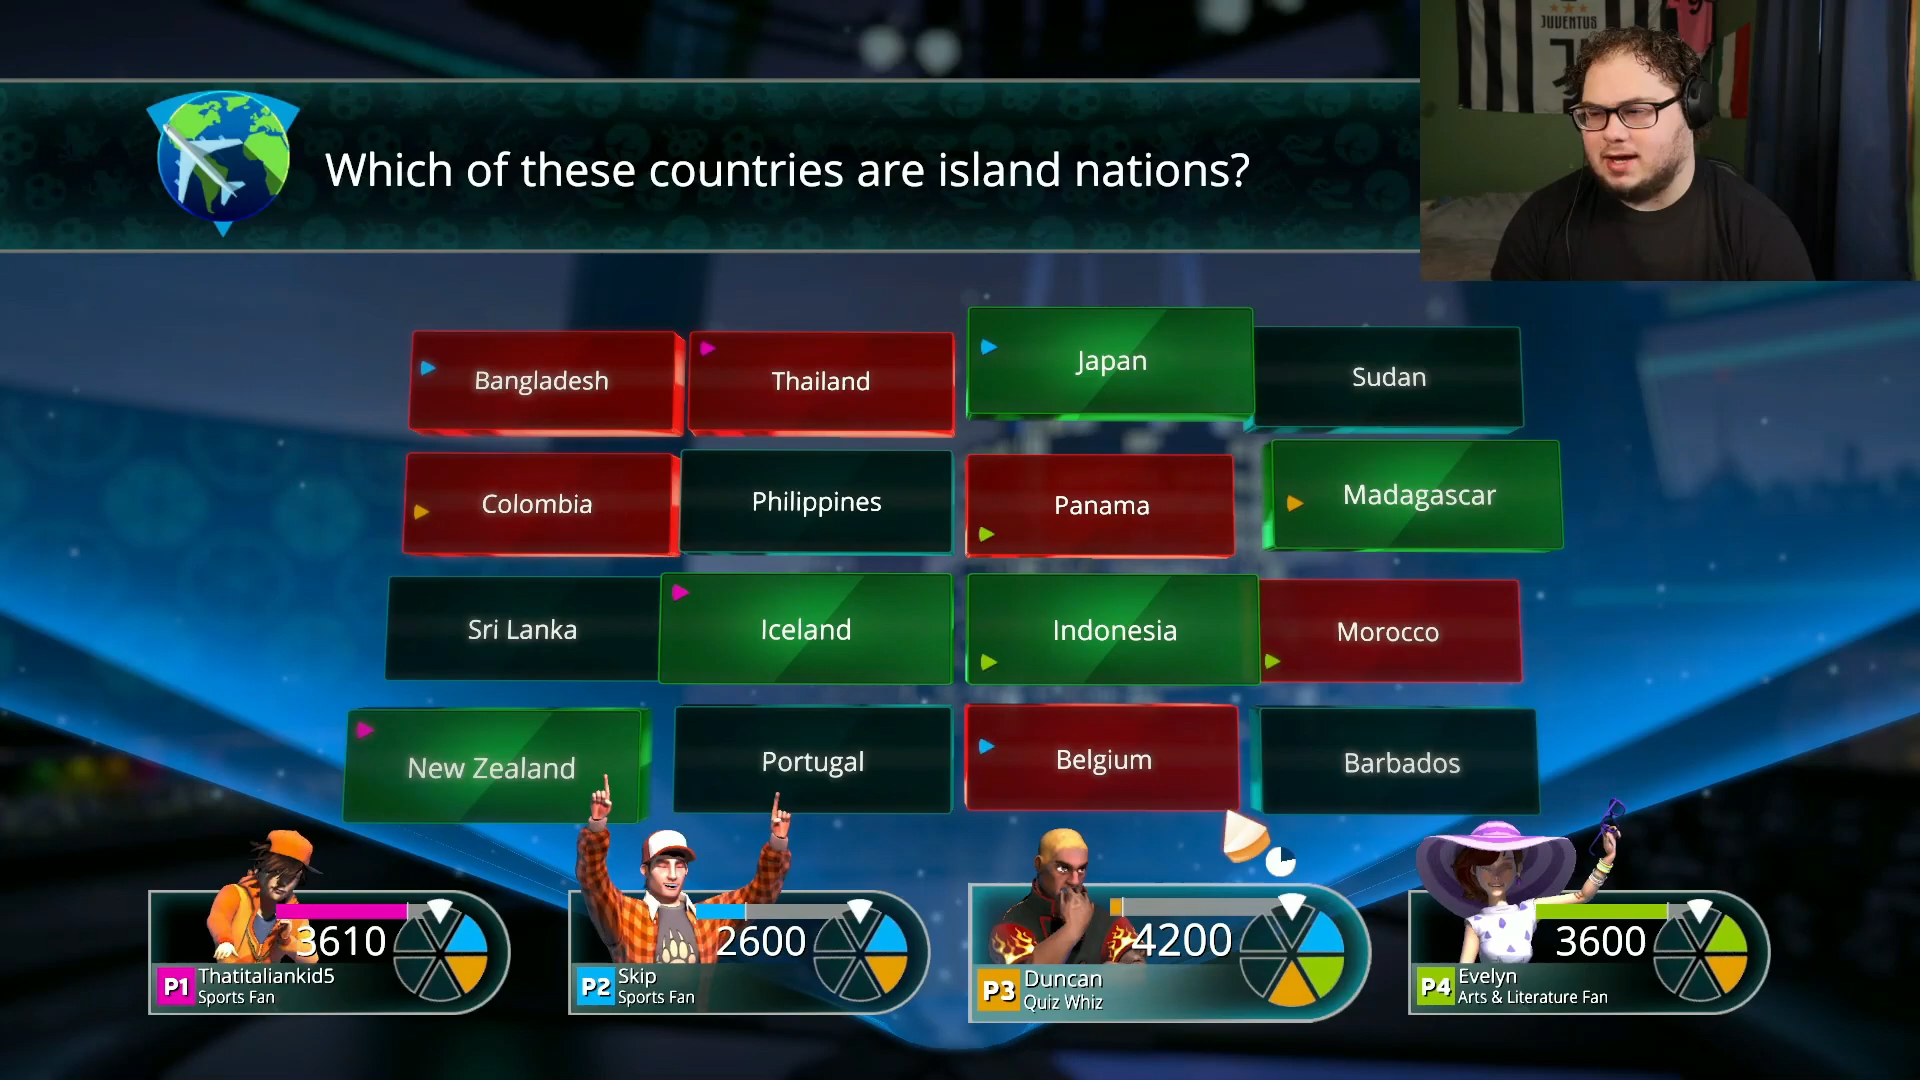 JUVENTUS
9
Which of these countries are island nations?
Bangladesh
Thailand
Japan
Sudan
Colombia
Philippines
Panama
Madagascar
Sri Lanka
Iceland
Indonesia
Morocco
New Zealand
Portugal
Belgium
Barbados
3610
P1 Thatitaliankid5
Sports Fan
2600
P2 Skip
Sports Fan
4200
P3 Duncan
Quiz Whiz
3600
P4 Evelyn
Arts & Literature Fan